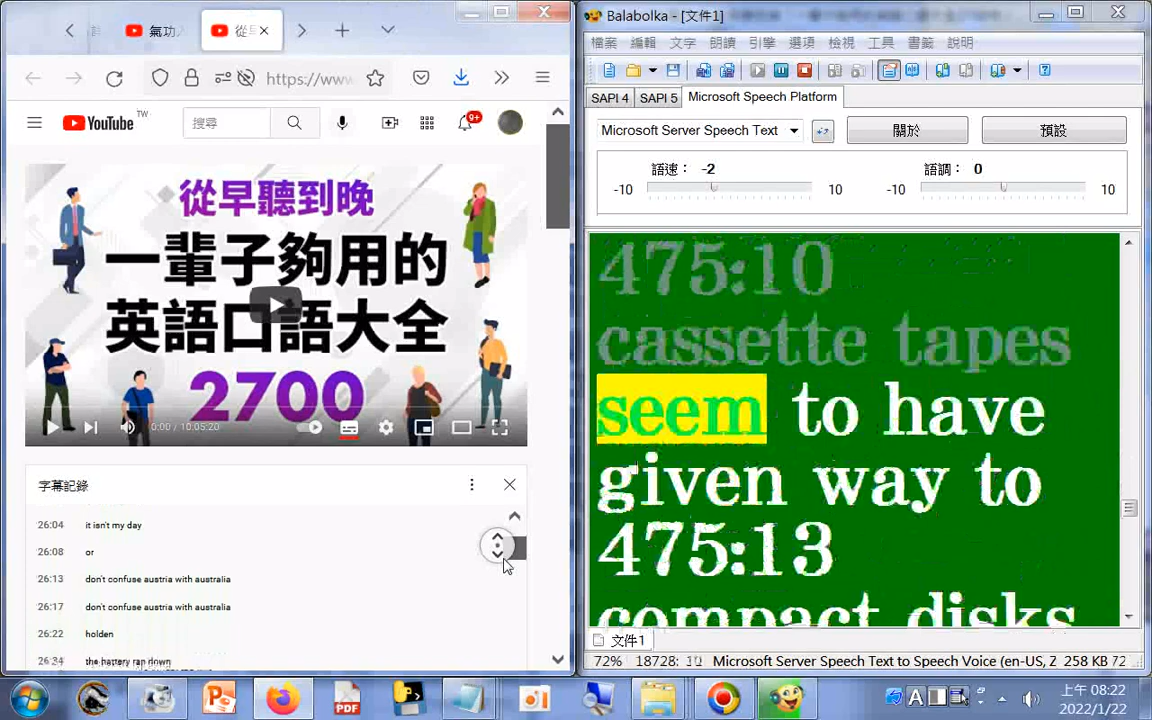 氣功
從
https://www
YouTube TW
搜尋
9+
從早聽到晚
一輩子夠用的
英語口語大全
2700
0:00 / 10:05:20
字幕記錄
26:04 it isn't my day
26:08 or
26:13 don't confuse austria with australia
26:17 don't confuse austria with australia
26:22 holden
26:34 the battery ran down
Balabolka - [文件1]
檔案 編輯 文字 朗讀 引擎 選項 檢視 工具 書籤 說明
SAPI 4 SAPI 5 Microsoft Speech Platform
Microsoft Server Speech Text
關於 預設
語速： -2 語調： 0
-10 10 -10 10
475:10
cassette tapes
seem to have
given way to
475:13
compact disks
文件1
72% 18728: 10 Microsoft Server Speech Text to Speech Voice (en-US, Z 258 KB 72
PDF
A
上午 08:22
2022/1/22